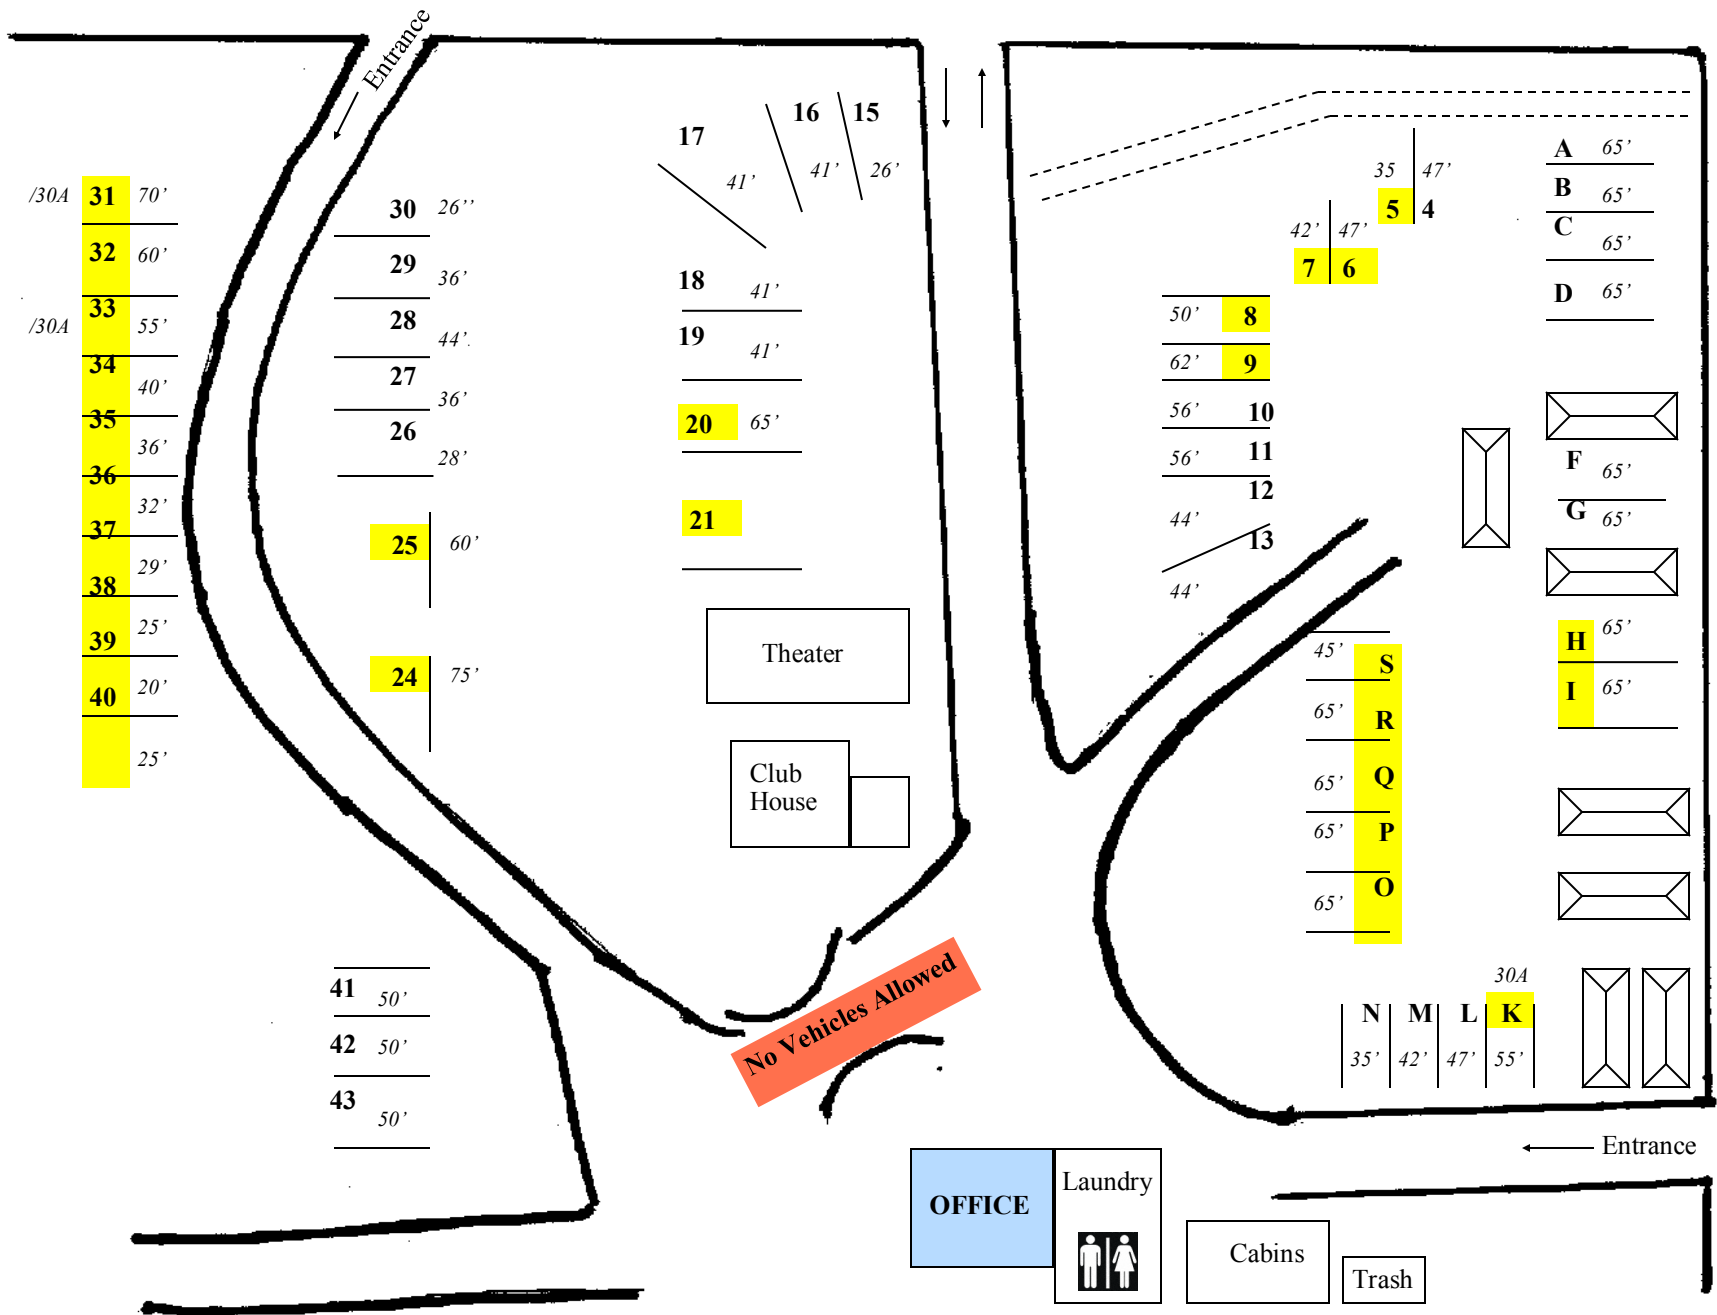 Entrance
17
16
15
41’
41’
26’
/30A 31 70’
32 60’
33
/30A 55’
34
40’
35
36’
36
32’
37
29’
38
25’
39
20’
40
25’
30 26’’
29
36’
28
44’
27
36’
26
28’
25 60’
24 75’
18
41’
19
41’
20 65’
21
Theater
Club
House
41
50’
42 50’
43
50’
No Vehicles Allowed
35 47’
5 4
42’ 47’
7 6
50’ 8
62’ 9
56’ 10
56’ 11
12
44’
13
44’
A 65’
B
65’
C
65’
D 65’
F
65’
G 65’
H 65’
I 65’
45’ S
65’ R
65’ Q
65’ P
65’ O
30A
N M L K
35’ 42’ 47’ 55’
Entrance
OFFICE
Laundry
Cabins
Trash